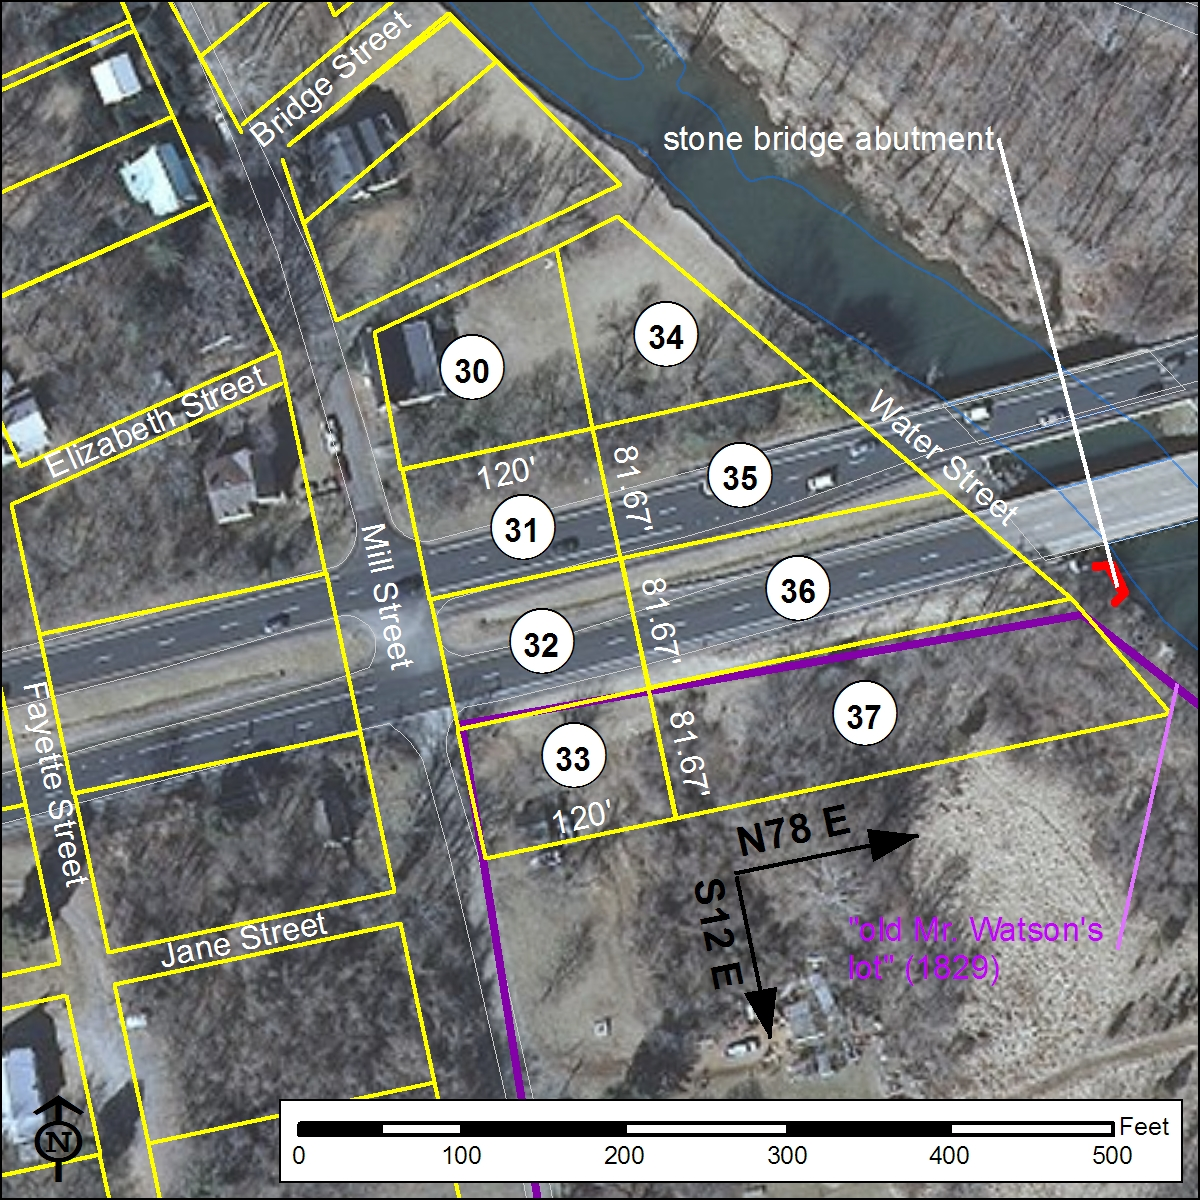 Bridge Street
stone bridge abutment
34
30
Elizabeth Street
Water Street
120'
81.67'
35
31
Mill Street
36
81.67'
32
Fayette Street
37
81.67'
33
120'
N78 E
S12 E
"old Mr. Watson's
lot" (1829)
Jane Street
N
Feet
0 100 200 300 400 500